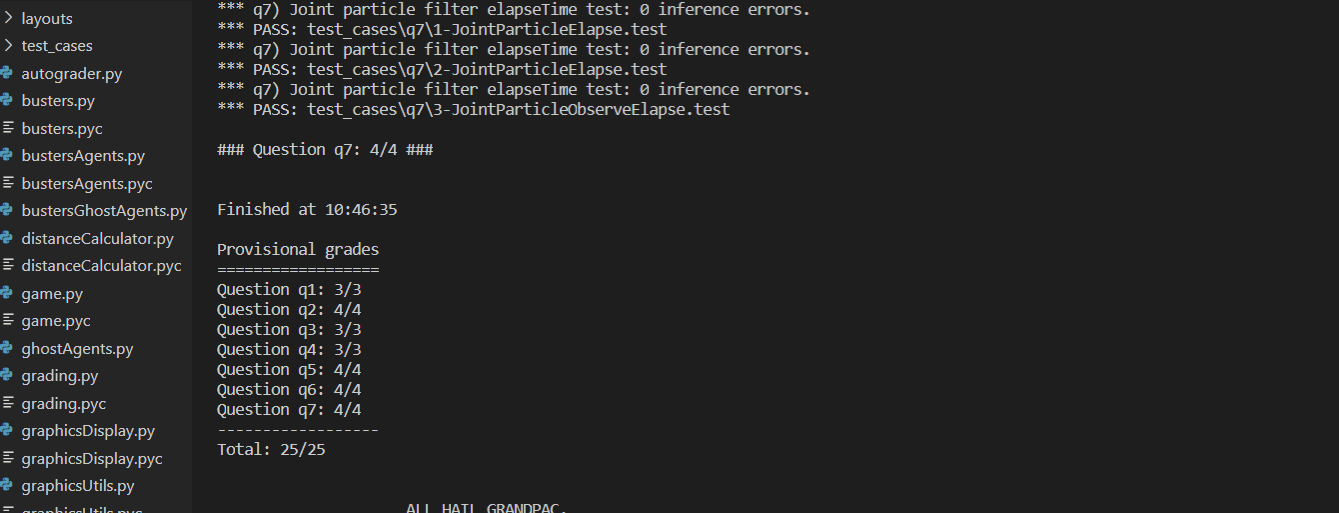 layouts
test_cases
autograder.py
busters.py
busters.pyc
bustersAgents.py
bustersAgents.pyc
bustersGhostAgents.py
distanceCalculator.py
distanceCalculator.pyc
game.py
game.pyc
ghostAgents.py
grading.py
grading.pyc
graphicsDisplay.py
graphicsDisplay.pyc
graphicsUtils.py
graphicsUtils.pyc
*** q7) Joint particle filter elapseTime test: 0 inference errors.
*** PASS: test_cases\q7\1-JointParticleElapse.test
*** q7) Joint particle filter elapseTime test: 0 inference errors.
*** PASS: test_cases\q7\2-JointParticleElapse.test
*** q7) Joint particle filter elapseTime test: 0 inference errors.
*** PASS: test_cases\q7\3-JointParticleObserveElapse.test
### Question q7: 4/4 ###
Finished at 10:46:35
Provisional grades
==================
Question q1: 3/3
Question q2: 4/4
Question q3: 3/3
Question q4: 3/3
Question q5: 4/4
Question q6: 4/4
Question q7: 4/4
------------------
Total: 25/25
ALL HAIL GRANDPAC.